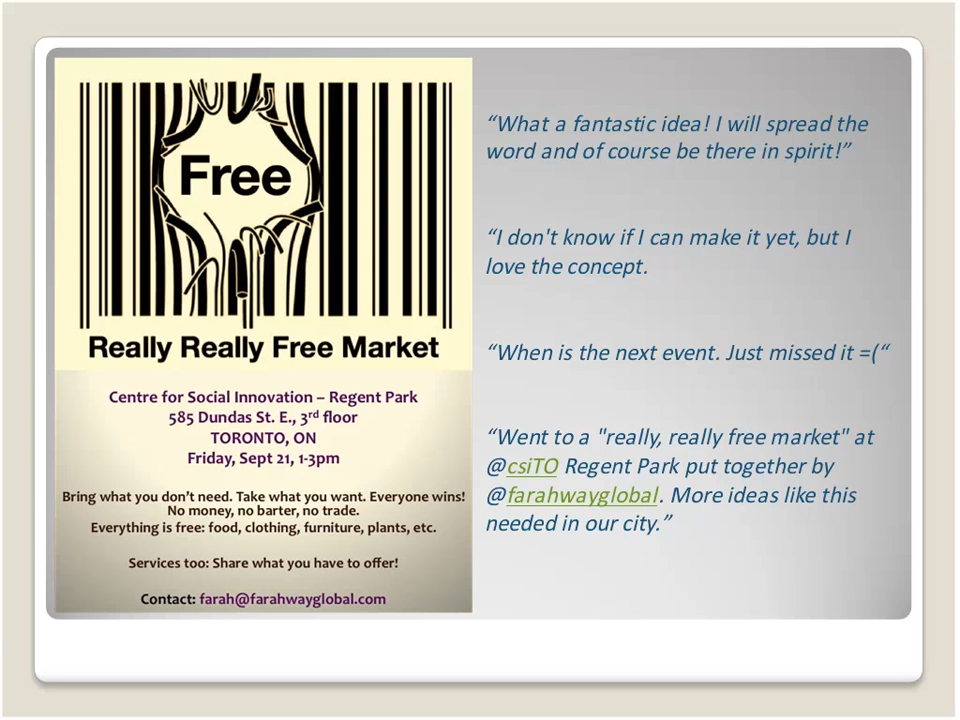 Free
Really Really Free Market
Centre for Social Innovation – Regent Park
585 Dundas St. E., 3rd floor
TORONTO, ON
Friday, Sept 21, 1-3pm
Bring what you don’t need. Take what you want. Everyone wins!
No money, no barter, no trade.
Everything is free: food, clothing, furniture, plants, etc.
Services too: Share what you have to offer!
Contact: farah@farahwayglobal.com
“What a fantastic idea! I will spread the
word and of course be there in spirit!”
“I don't know if I can make it yet, but I
love the concept.
“When is the next event. Just missed it =(“
“Went to a "really, really free market" at
@csiTO Regent Park put together by
@farahwayglobal. More ideas like this
needed in our city.”